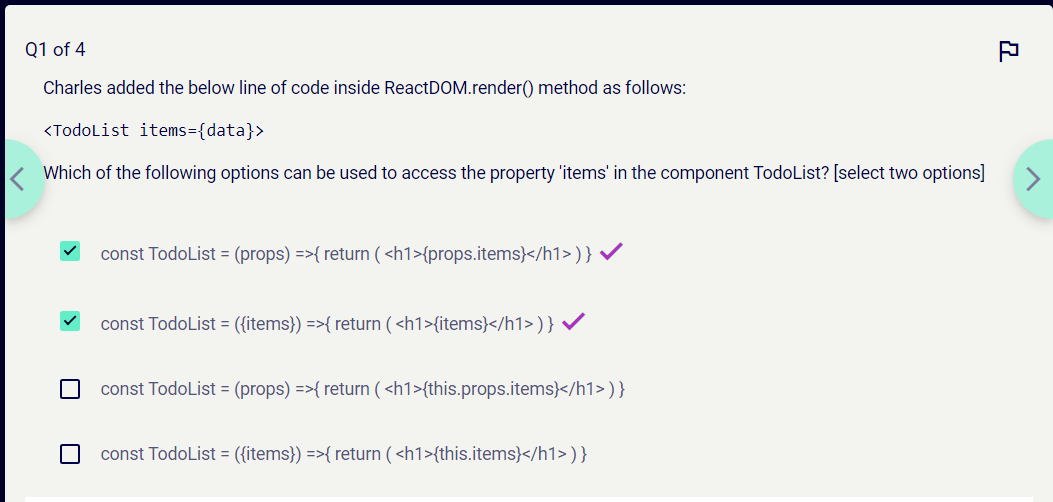 Q1 of 4
Charles added the below line of code inside ReactDOM.render() method as follows:
<TodoList items={data}>
Which of the following options can be used to access the property 'items' in the component TodoList? [select two options]
const TodoList = (props) =>{ return ( <h1>{props.items}</h1> ) }
const TodoList = ({items}) =>{ return ( <h1>{items}</h1> ) }
const TodoList = (props) =>{ return ( <h1>{this.props.items}</h1> ) }
const TodoList = ({items}) =>{ return ( <h1>{this.items}</h1> ) }